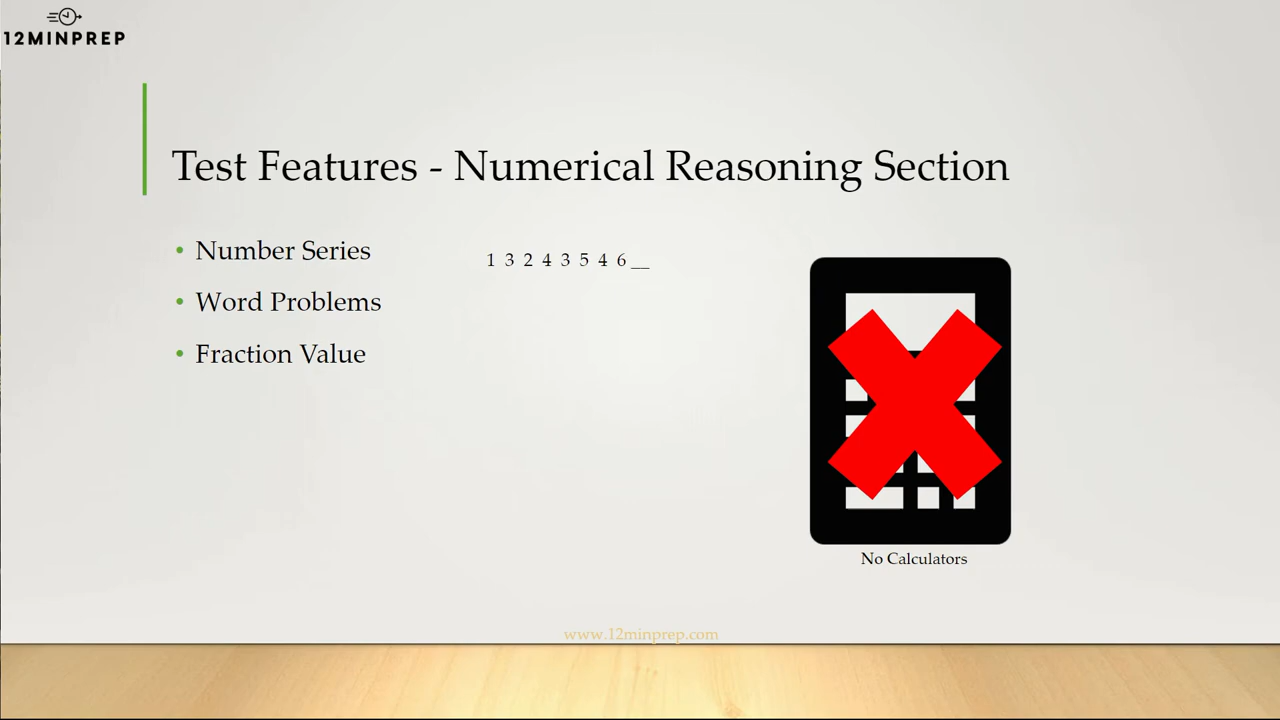 12MINPREP
Test Features - Numerical Reasoning Section
• Number Series
1 3 2 4 3 5 4 6 __
• Word Problems
• Fraction Value
No Calculators
www.12minprep.com